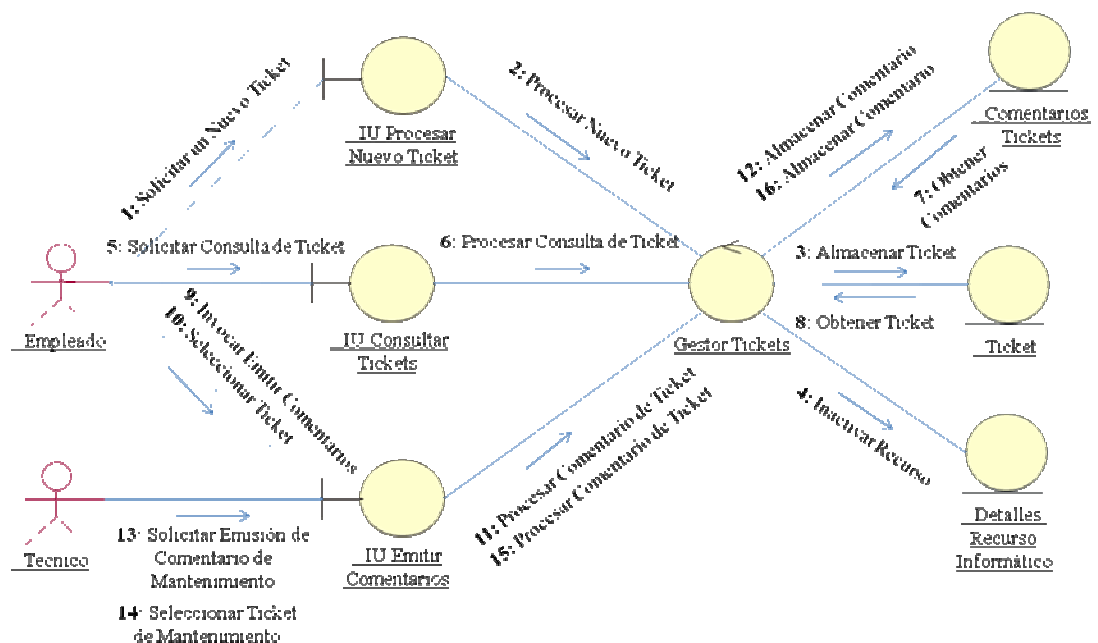 1: Solicitar un Nuevo Ticket
IU Procesar
Nuevo Ticket
2: Procesar Nuevo Ticket
12: Almacenar Comentario
16: Almacenar Comentario
Comentarios
Tickets
7: Obtener
Comentarios
5: Solicitar Consulta de Ticket
6: Procesar Consulta de Ticket
3: Almacenar Ticket
8: Obtener Ticket
Empleado
IU Consultar
Tickets
Gestor Tickets
Ticket
9: Invocar Emitir Comentarios
10: Seleccionar Ticket
4: Inactivar Recurso
11: Procesar Comentario de Ticket
15: Procesar Comentario de Ticket
Tecnico
13: Solicitar Emisión de
Comentario de
Mantenimiento
14: Seleccionar Ticket
de Mantenimiento
IU Emitir
Comentarios
Detalles
Recurso
Informático